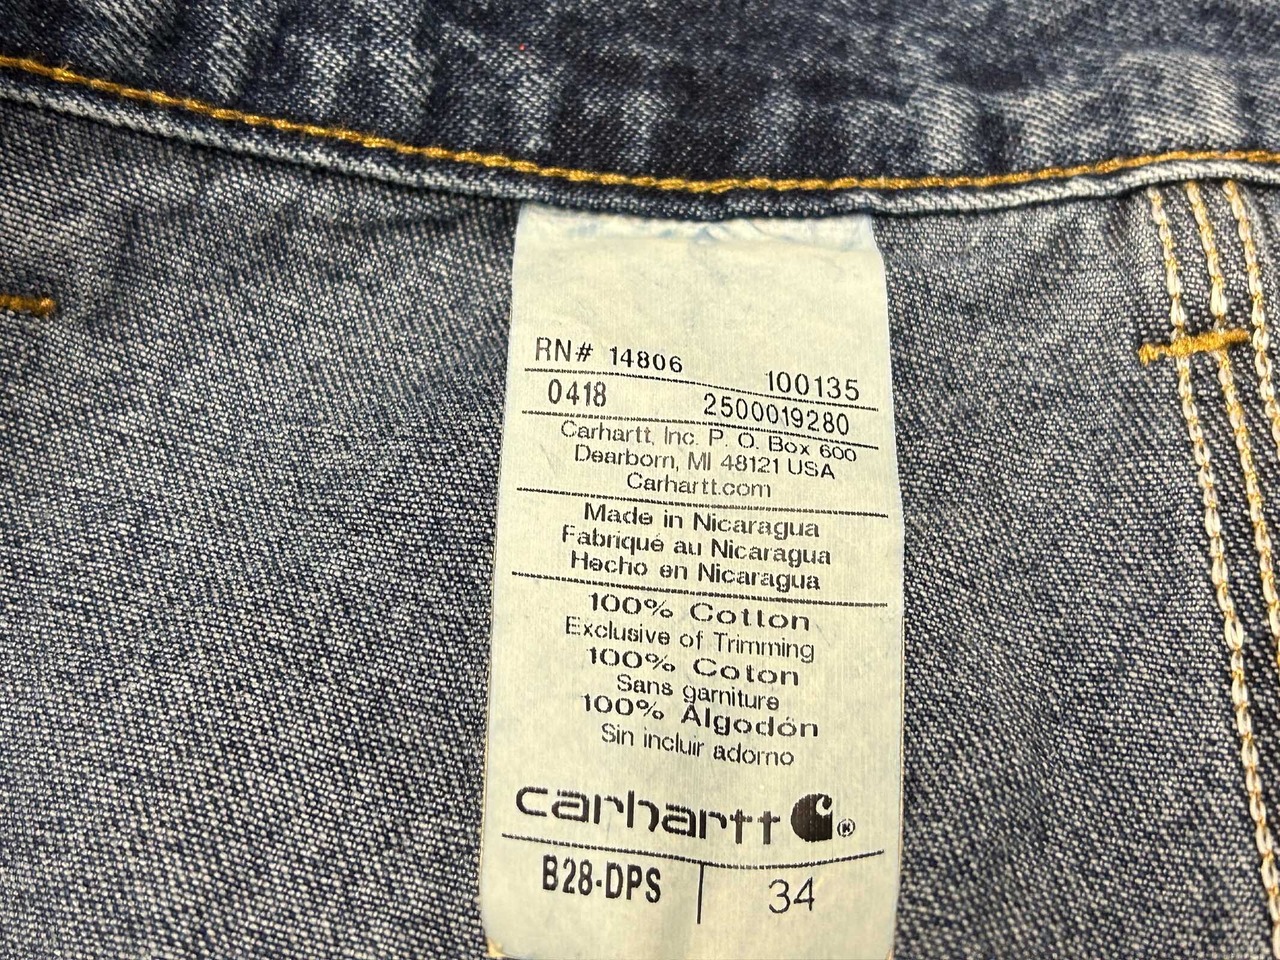 RN# 14806 100135
0418 2500019280
Carhartt, Inc. P. O. Box 600
Dearborn, MI 48121 USA
Carhartt.com
Made in Nicaragua
Fabriqué au Nicaragua
Hecho en Nicaragua
100% Cotton
Exclusive of Trimming
100% Coton
Sans garniture
100% Algodón
Sin incluir adorno
carhartt ®
B28-DPS 34